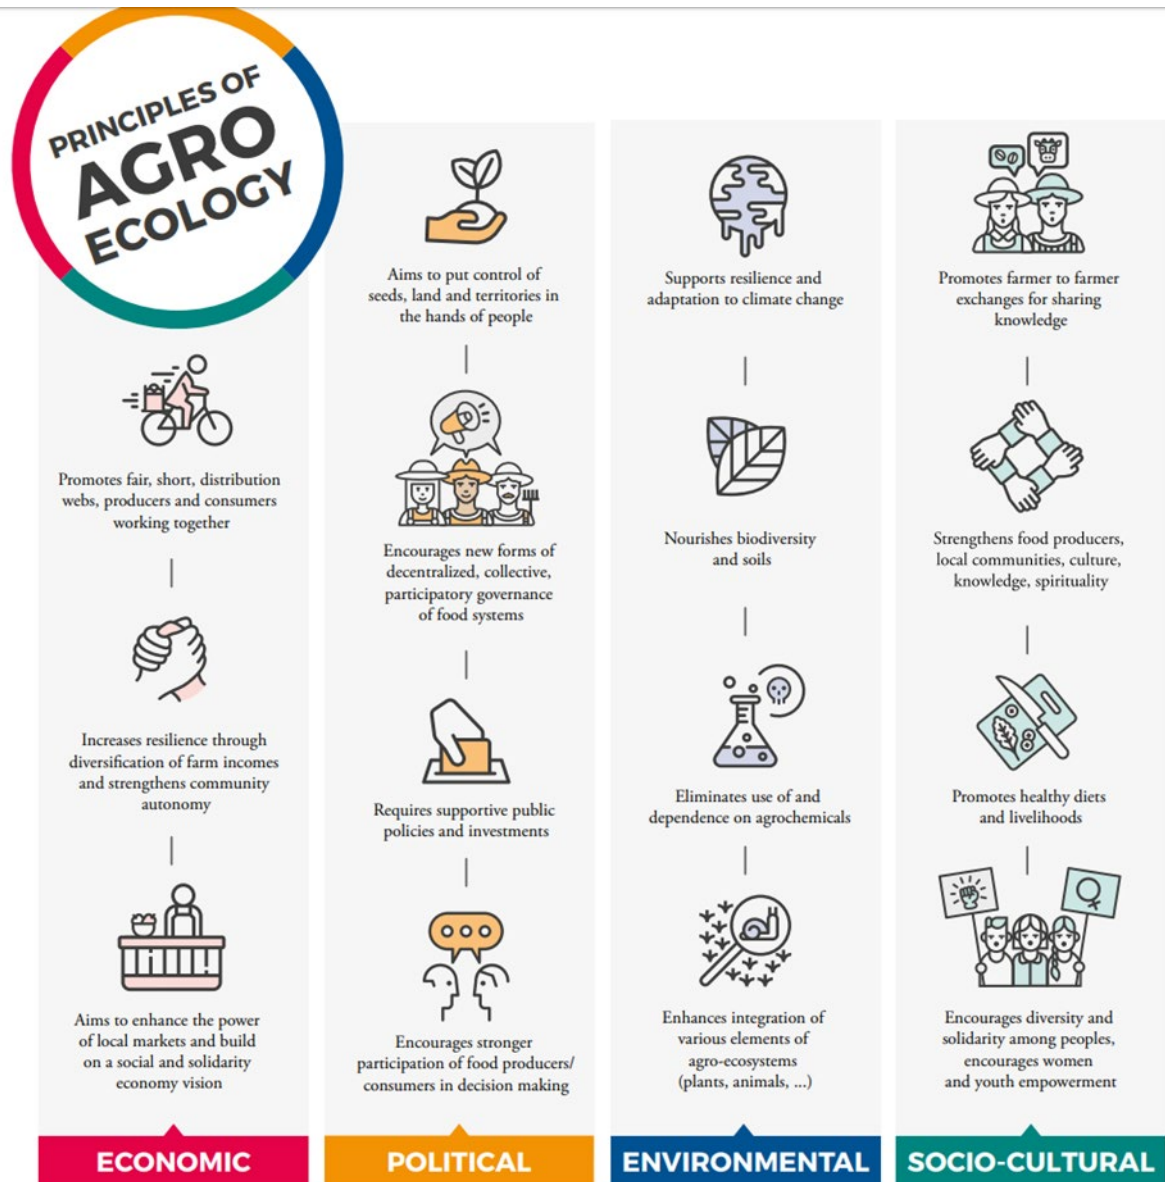 PRINCIPLES OF
AGRO
ECOLOGY
Promotes fair, short, distribution
webs, producers and consumers
working together
Increases resilience through
diversification of farm incomes
and strengthens community
autonomy
Aims to enhance the power
of local markets and build
on a social and solidarity
economy vision
ECONOMIC
Aims to put control of
seeds, land and territories in
the hands of people
Encourages new forms of
decentralized, collective,
participatory governance
of food systems
Requires supportive public
policies and investments
Encourages stronger
participation of food producers/
consumers in decision making
POLITICAL
Supports resilience and
adaptation to climate change
Nourishes biodiversity
and soils
Eliminates use of and
dependence on agrochemicals
Enhances integration of
various elements of
agro-ecosystems
(plants, animals, ...)
ENVIRONMENTAL
Promotes farmer to farmer
exchanges for sharing
knowledge
Strengthens food producers,
local communities, culture,
knowledge, spirituality
Promotes healthy diets
and livelihoods
Encourages diversity and
solidarity among peoples,
encourages women
and youth empowerment
SOCIO-CULTURAL